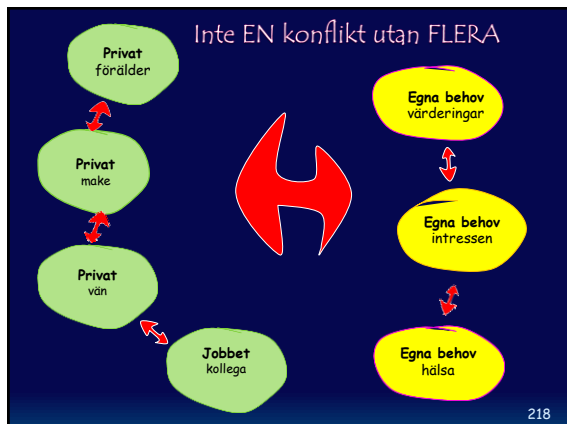 Inte EN konflikt utan FLERA
Privat
förälder
Privat
make
Privat
vän
Jobbet
kollega
Egna behov
värderingar
Egna behov
intressen
Egna behov
hälsa
218